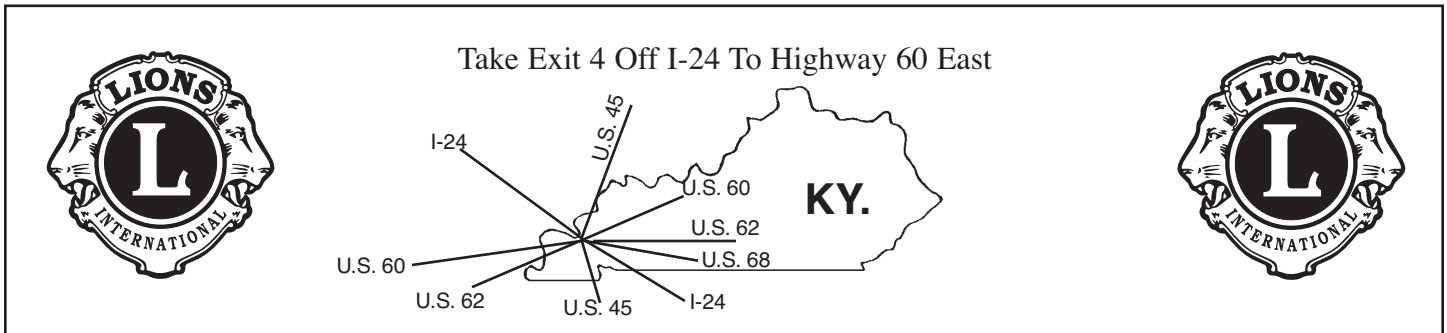 Take Exit 4 Off I-24 To Highway 60 East
LIONS
L
INTERNATIONAL
I-24
U.S. 45
U.S. 60
KY.
U.S. 62
U.S. 68
U.S. 60
U.S. 62
U.S. 45
I-24
LIONS
L
INTERNATIONAL